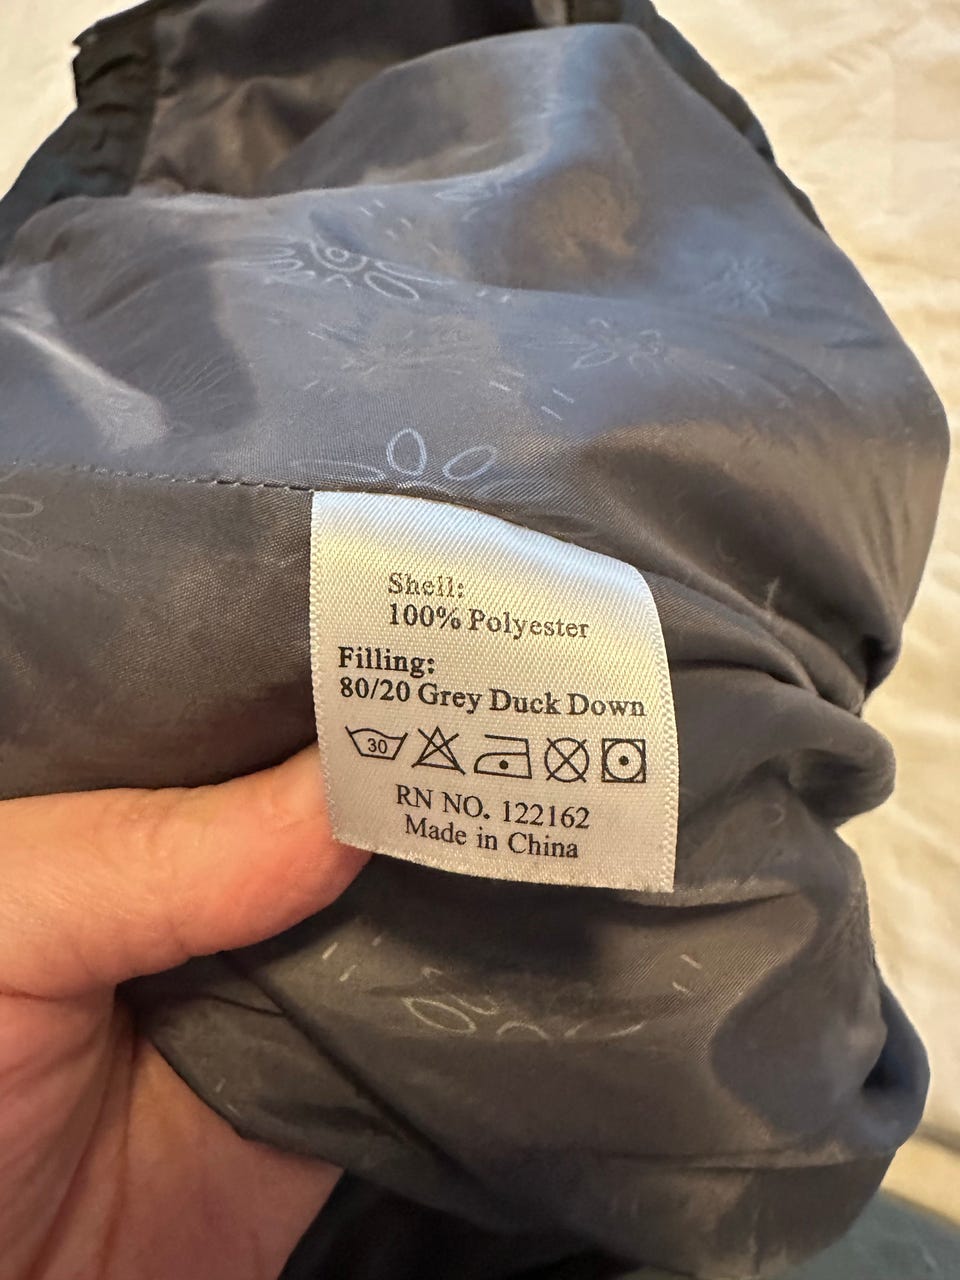 Shell:
100% Polyester
Filling:
80/20 Grey Duck Down
30
RN NO. 122162
Made in China